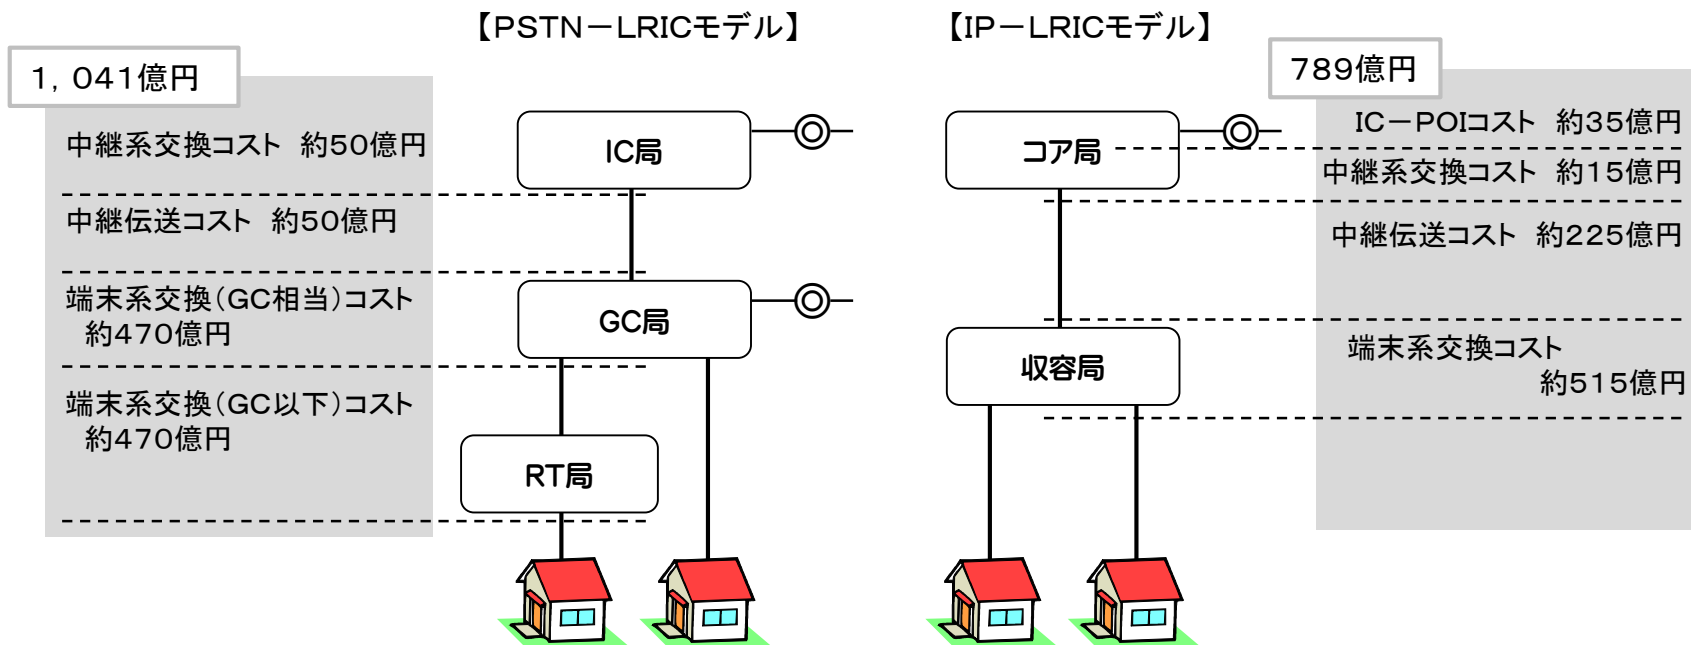 【PSTN－LRICモデル】
1，041億円
中継系交換コスト　約50億円
中継伝送コスト　約50億円
端末系交換（GC相当）コスト
約470億円
端末系交換（GC以下）コスト
約470億円
IC局
GC局
RT局
【IP－LRICモデル】
789億円
コア局
収容局
IC－POIコスト　約35億円
中継系交換コスト　約15億円
中継伝送コスト　約225億円
端末系交換コスト
約515億円